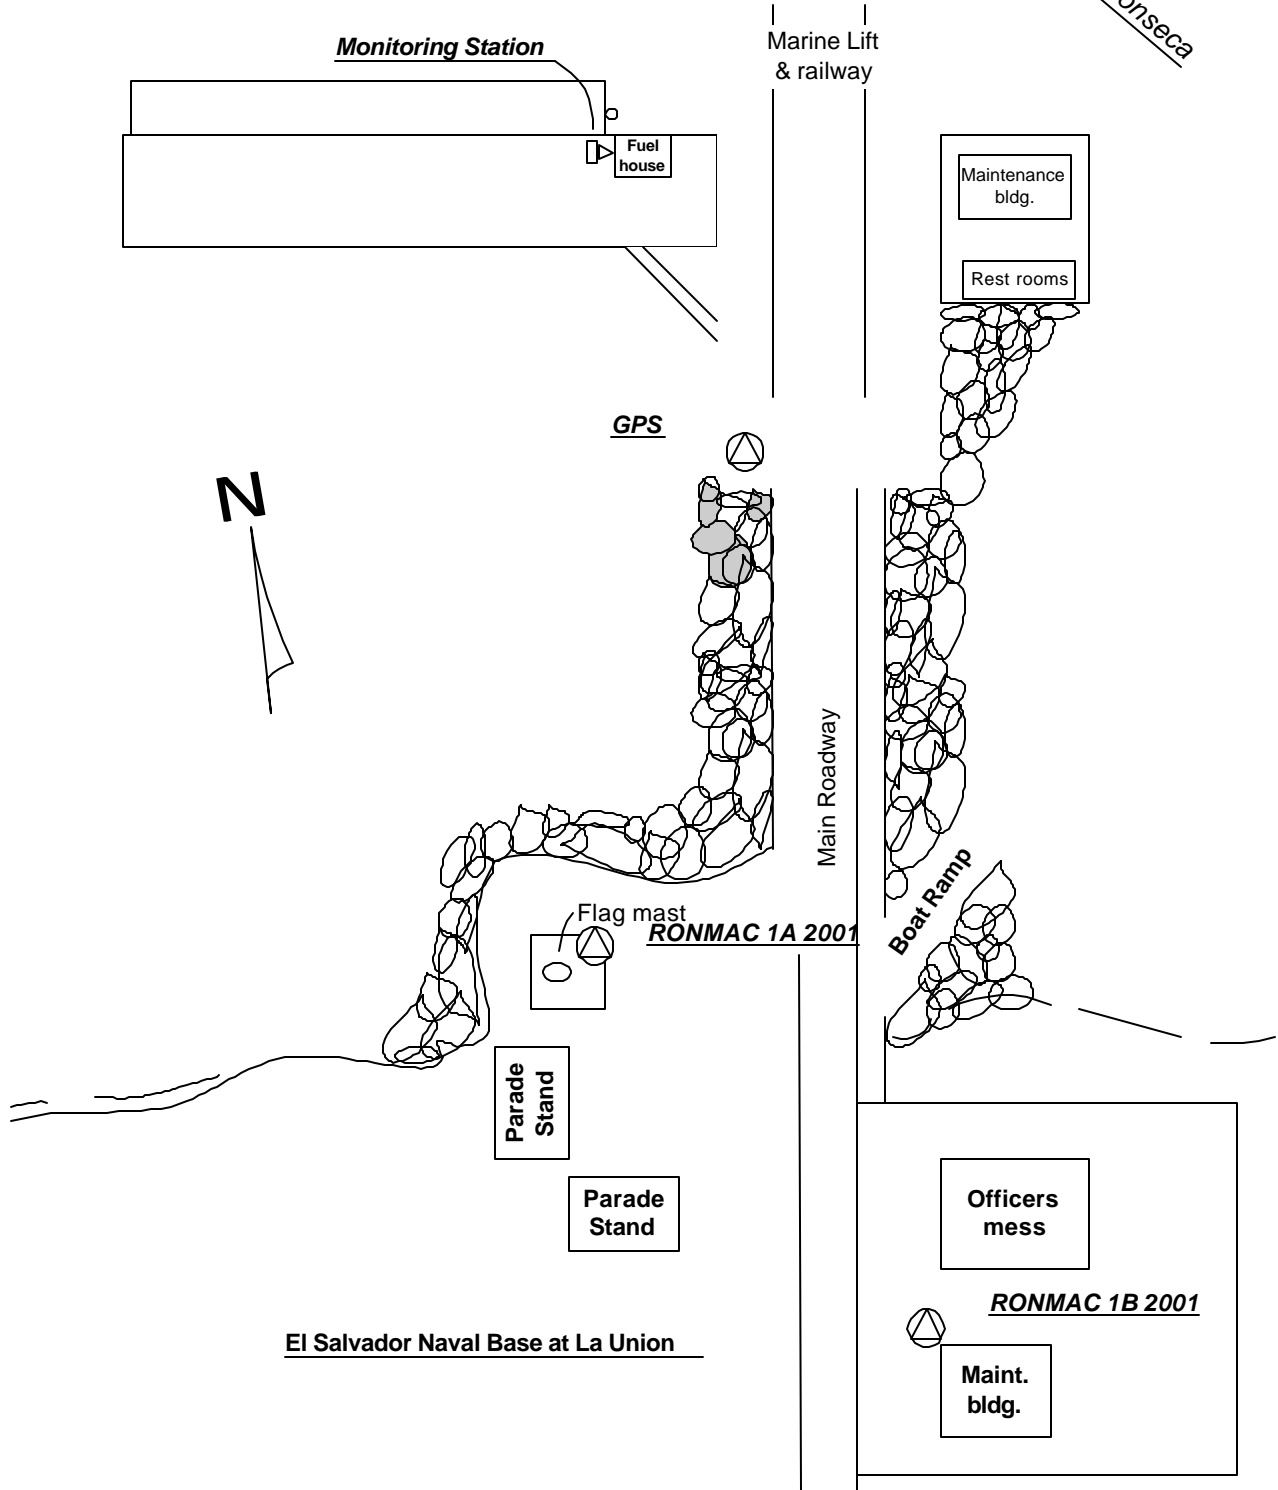 onseca
Monitoring Station
Marine Lift
& railway
Fuel
house
Maintenance
bldg.
Rest rooms
GPS
N
Main Roadway
Boat Ramp
Flag mast
RONMAC 1A 2001
Parade
Stand
Parade
Stand
Officers
mess
RONMAC 1B 2001
El Salvador Naval Base at La Union
Maint.
bldg.